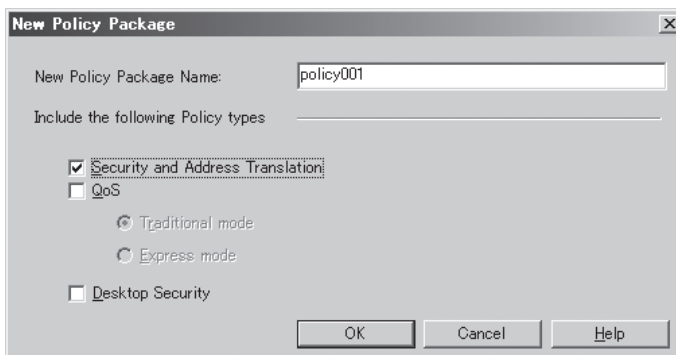 New Policy Package
New Policy Package Name: policy001
Include the following Policy types
Security and Address Translation
QoS
Traditional mode
Express mode
Desktop Security
OK Cancel Help